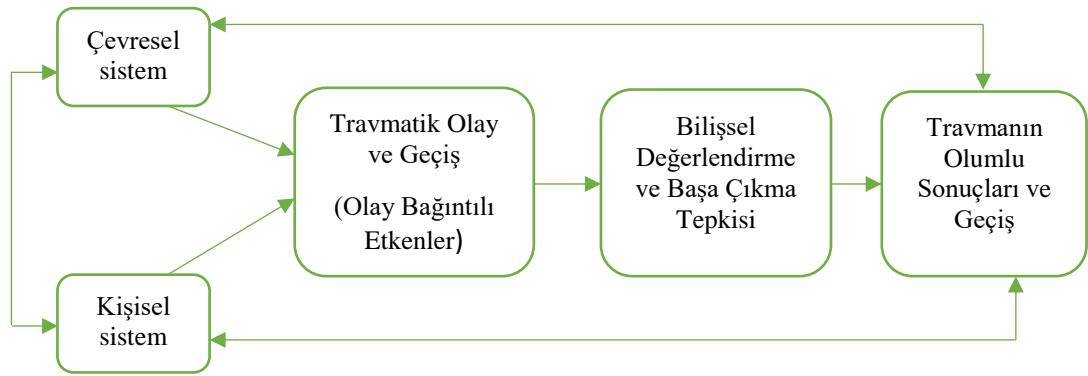 Çevresel
sistem
Travmatik Olay
ve Geçiş
(Olay Bağıntılı
Etkenler)
Bilişsel
Değerlendirme
ve Başa Çıkma
Tepkisi
Travmanın
Olumlu
Sonuçları ve
Geçiş
Kişisel
sistem